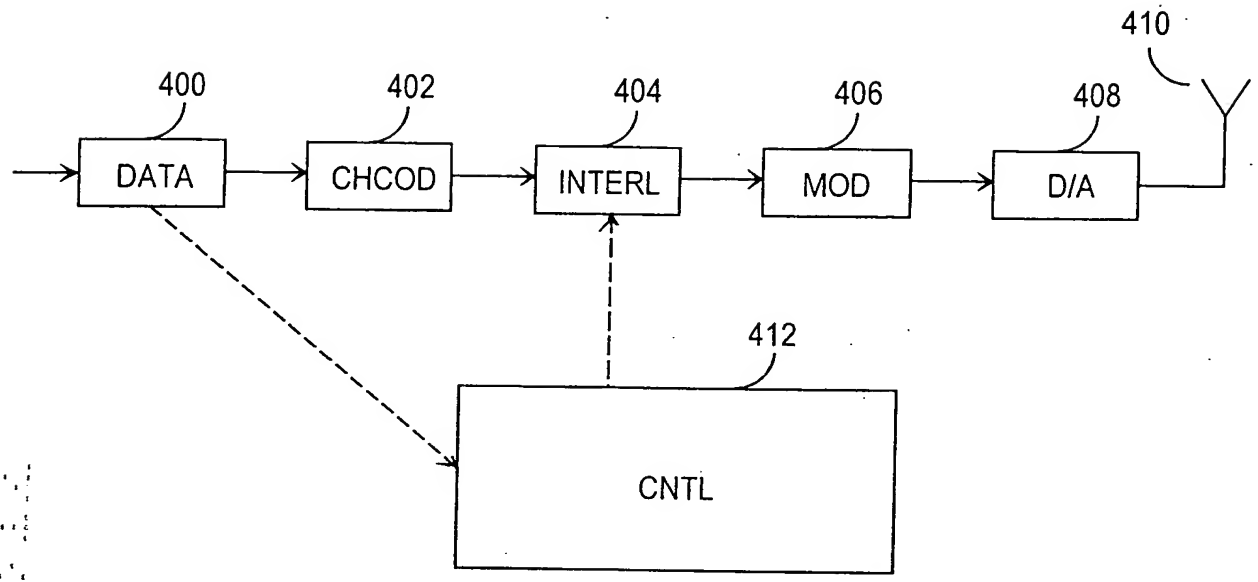 410
400
402
404
406
408
DATA
CHCOD
INTERL
MOD
D/A
412
CNTL